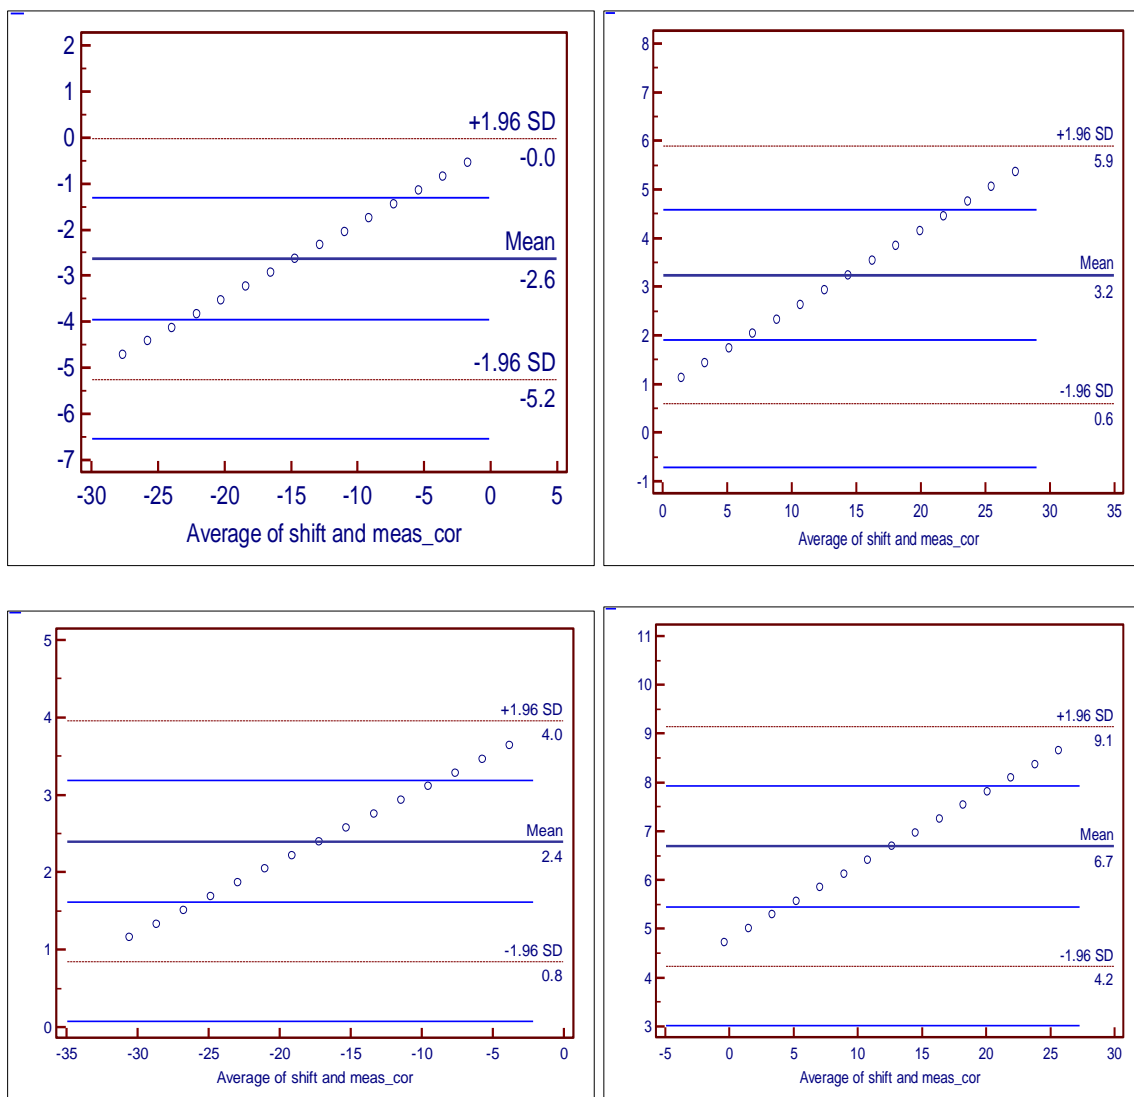 2
1
0
-1
-2
-3
-4
-5
-6
-7
+1.96 SD
-0.0
Mean
-2.6
-1.96 SD
-5.2
-30 -25 -20 -15 -10 -5 0 5
Average of shift and meas_cor
8
7
6
5
4
3
2
1
0
-1
+1.96 SD
5.9
Mean
3.2
-1.96 SD
0.6
0 5 10 15 20 25 30 35
Average of shift and meas_cor
5
4
3
2
1
0
+1.96 SD
4.0
Mean
2.4
-1.96 SD
0.8
-35 -30 -25 -20 -15 -10 -5 0
Average of shift and meas_cor
11
10
9
8
7
6
5
4
3
+1.96 SD
9.1
Mean
6.7
-1.96 SD
4.2
-5 0 5 10 15 20 25 30
Average of shift and meas_cor